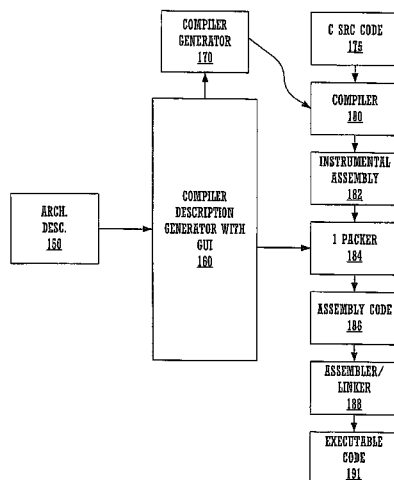 COMPILER
GENERATOR
170
C SRC CODE
175
COMPILER
180
INSTRUMENTAL
ASSEMBLY
182
ARCH.
DESC.
150
COMPILER
DESCRIPTION
GENERATOR WITH
GUI
160
1 PACKER
184
ASSEMBLY CODE
186
ASSEMBLER/
LINKER
188
EXECUTABLE
CODE
191